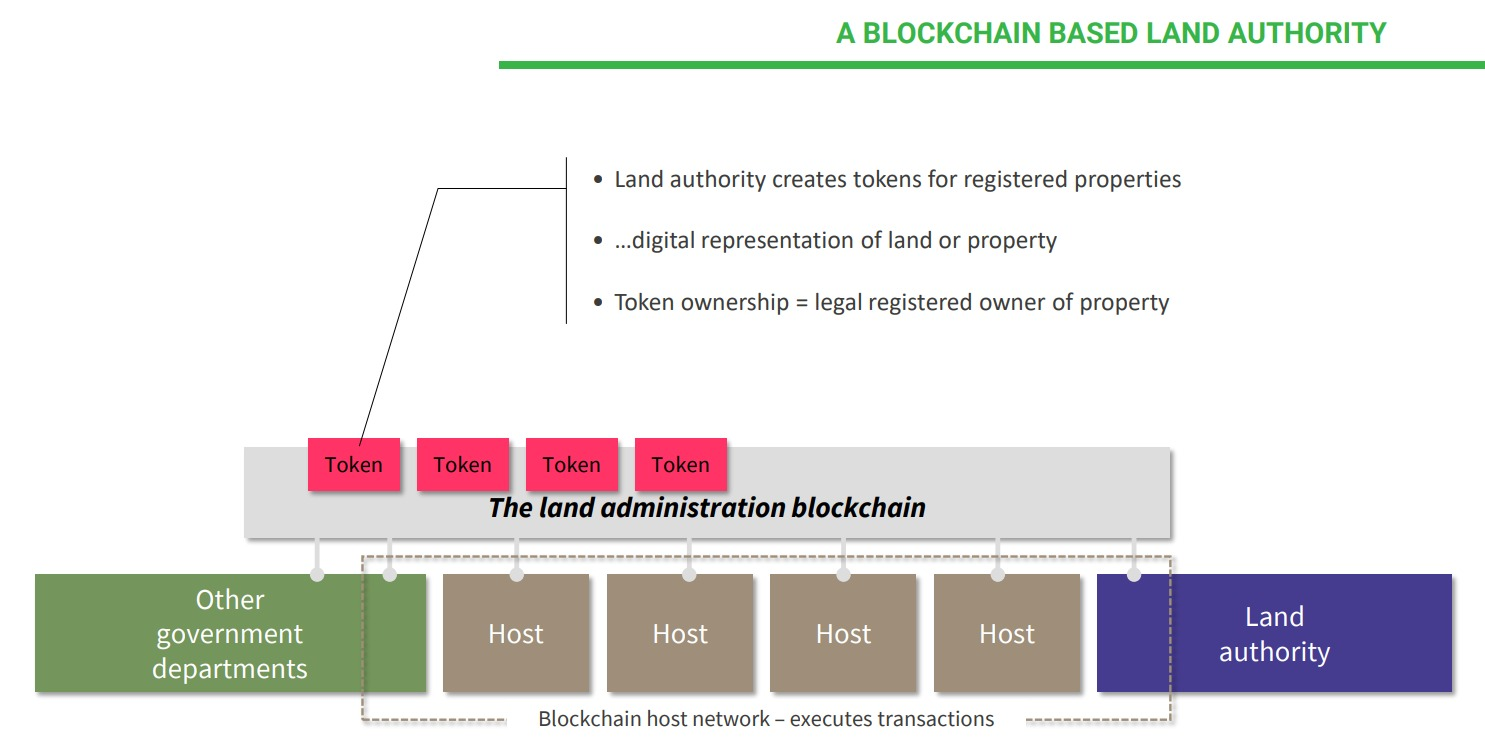 A BLOCKCHAIN BASED LAND AUTHORITY
• Land authority creates tokens for registered properties
• ...digital representation of land or property
• Token ownership = legal registered owner of property
Token Token Token Token
The land administration blockchain
Other
government
departments
Host Host Host Host
Land
authority
Blockchain host network – executes transactions